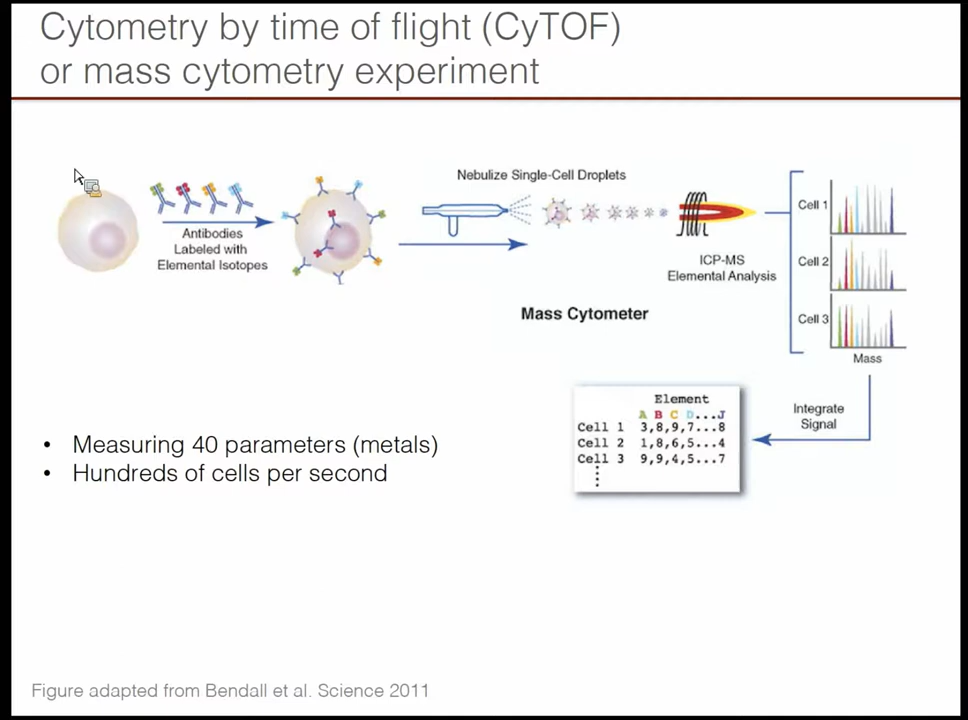 Cytometry by time of flight (CyTOF)
or mass cytometry experiment
Nebulize Single-Cell Droplets
Antibodies
Labeled with
Elemental Isotopes
ICP-MS
Elemental Analysis
Mass Cytometer
Cell 1
Cell 2
Cell 3
Mass
Integrate
Signal
Element
A B C D...J
Cell 1 3,8,9,7...8
Cell 2 1,8,6,5...4
Cell 3 9,9,4,5...7
• Measuring 40 parameters (metals)
• Hundreds of cells per second
Figure adapted from Bendall et al. Science 2011